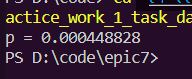 actice_work_1_task_da
p = 0.000448828
PS D:\code\epic7>